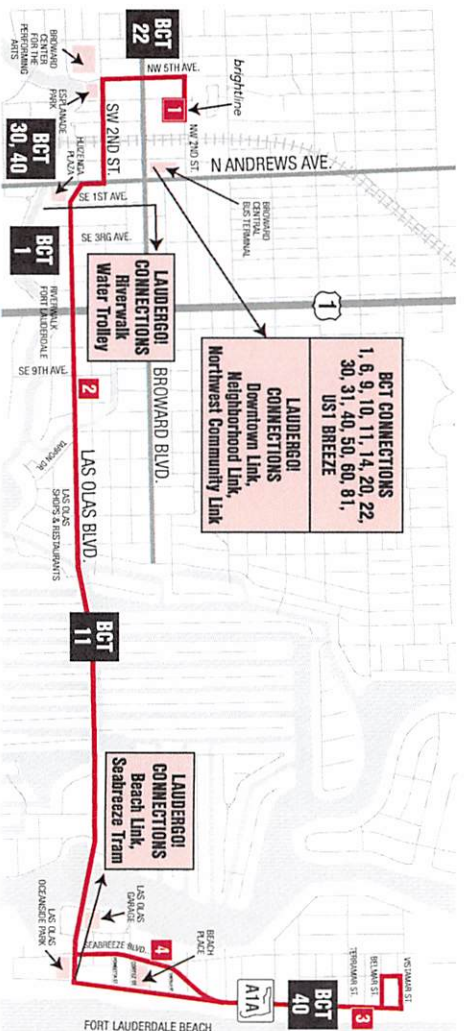 BCT
22
NW 5TH AVE.
brightline
1
NW 2ND ST.
BROWARD
CENTER
FOR THE
PERFORMING
ARTS
ESPLANADE
PARK
SW 2ND ST.
BCT
30, 40
HUIZENGA
PLAZA
N ANDREWS AVE.
SE 1ST AVE.
BROWARD
CENTRAL
BUS TERMINAL
BCT
1
SE 3RG AVE.
LAUDERGO!
CONNECTIONS
Riverwalk
Water Trolley
1
BCT CONNECTIONS
1, 6, 9, 10, 11, 14, 20, 22,
30, 31, 40, 50, 60, 81,
US1 BREEZE
LAUDERGO!
CONNECTIONS
Downtown Link,
Neighborhood Link,
Northwest Community Link
RIVERWALK
FORT LAUDERDALE
SE 9TH AVE.
2
BROWARD BLVD.
TARPON DR.
LAS OLAS BLVD.
LAS OLAS
SHOPS & RESTAURANTS
BCT
11
LAUDERGO!
CONNECTIONS
Beach Link,
Seabreeze Tram
LAS OLAS
GARAGE
LAS OLAS
OCEANSIDE PARK
SEABREEZE BLVD.
4
BEACH
PLACE
A1A
BCT
40
3
TERRAMAR ST.
BELMAR ST.
VISTAMAR ST.
FORT LAUDERDALE BEACH